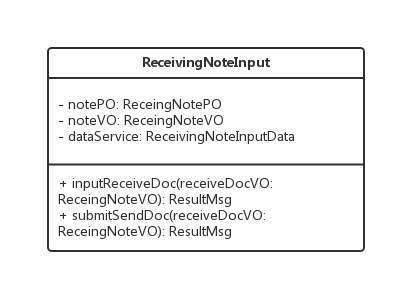 ReceivingNoteInput
- notePO: ReceingNotePO
- noteVO: ReceingNoteVO
- dataService: ReceivingNoteInputData
+ inputReceiveDoc(receiveDocVO:
ReceingNoteVO): ResultMsg
+ submitSendDoc(receiveDocVO:
ReceingNoteVO): ResultMsg